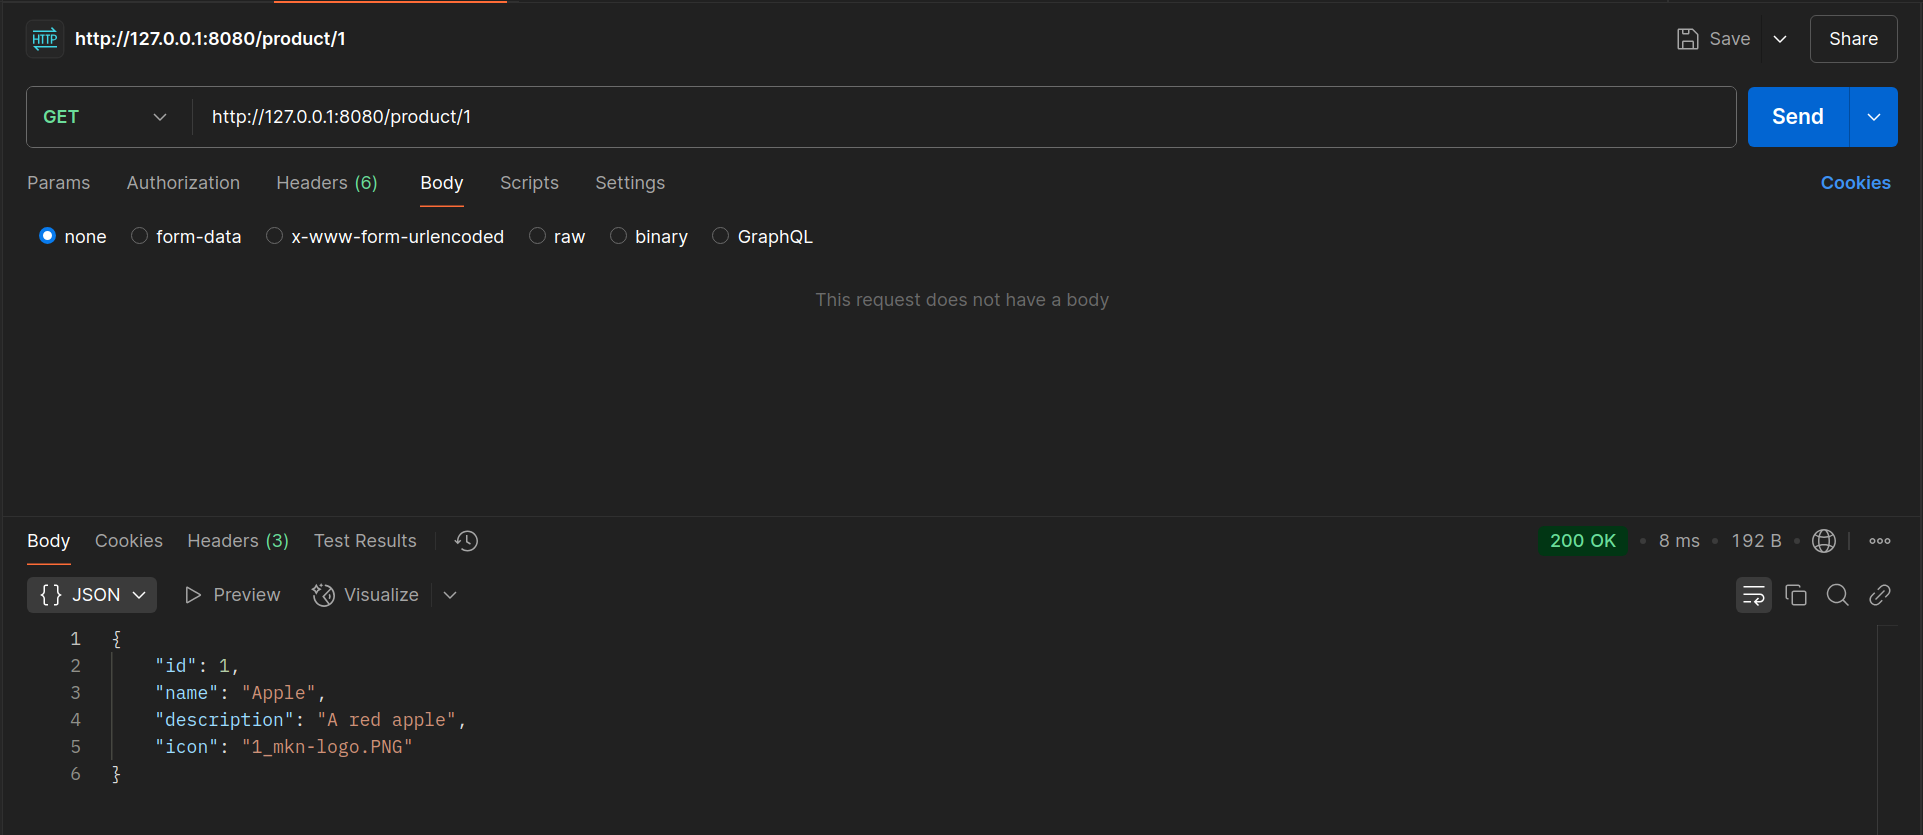 HTTP http://127.0.0.1:8080/product/1 Save Share
GET http://127.0.0.1:8080/product/1 Send
Params Authorization Headers (6) Body Scripts Settings Cookies
none form-data x-www-form-urlencoded raw binary GraphQL
This request does not have a body
Body Cookies Headers (3) Test Results 200 OK • 8 ms • 192 B •
{} JSON Preview Visualize
1 {
2 "id": 1,
3 "name": "Apple",
4 "description": "A red apple",
5 "icon": "1_mkn-logo.PNG"
6 }